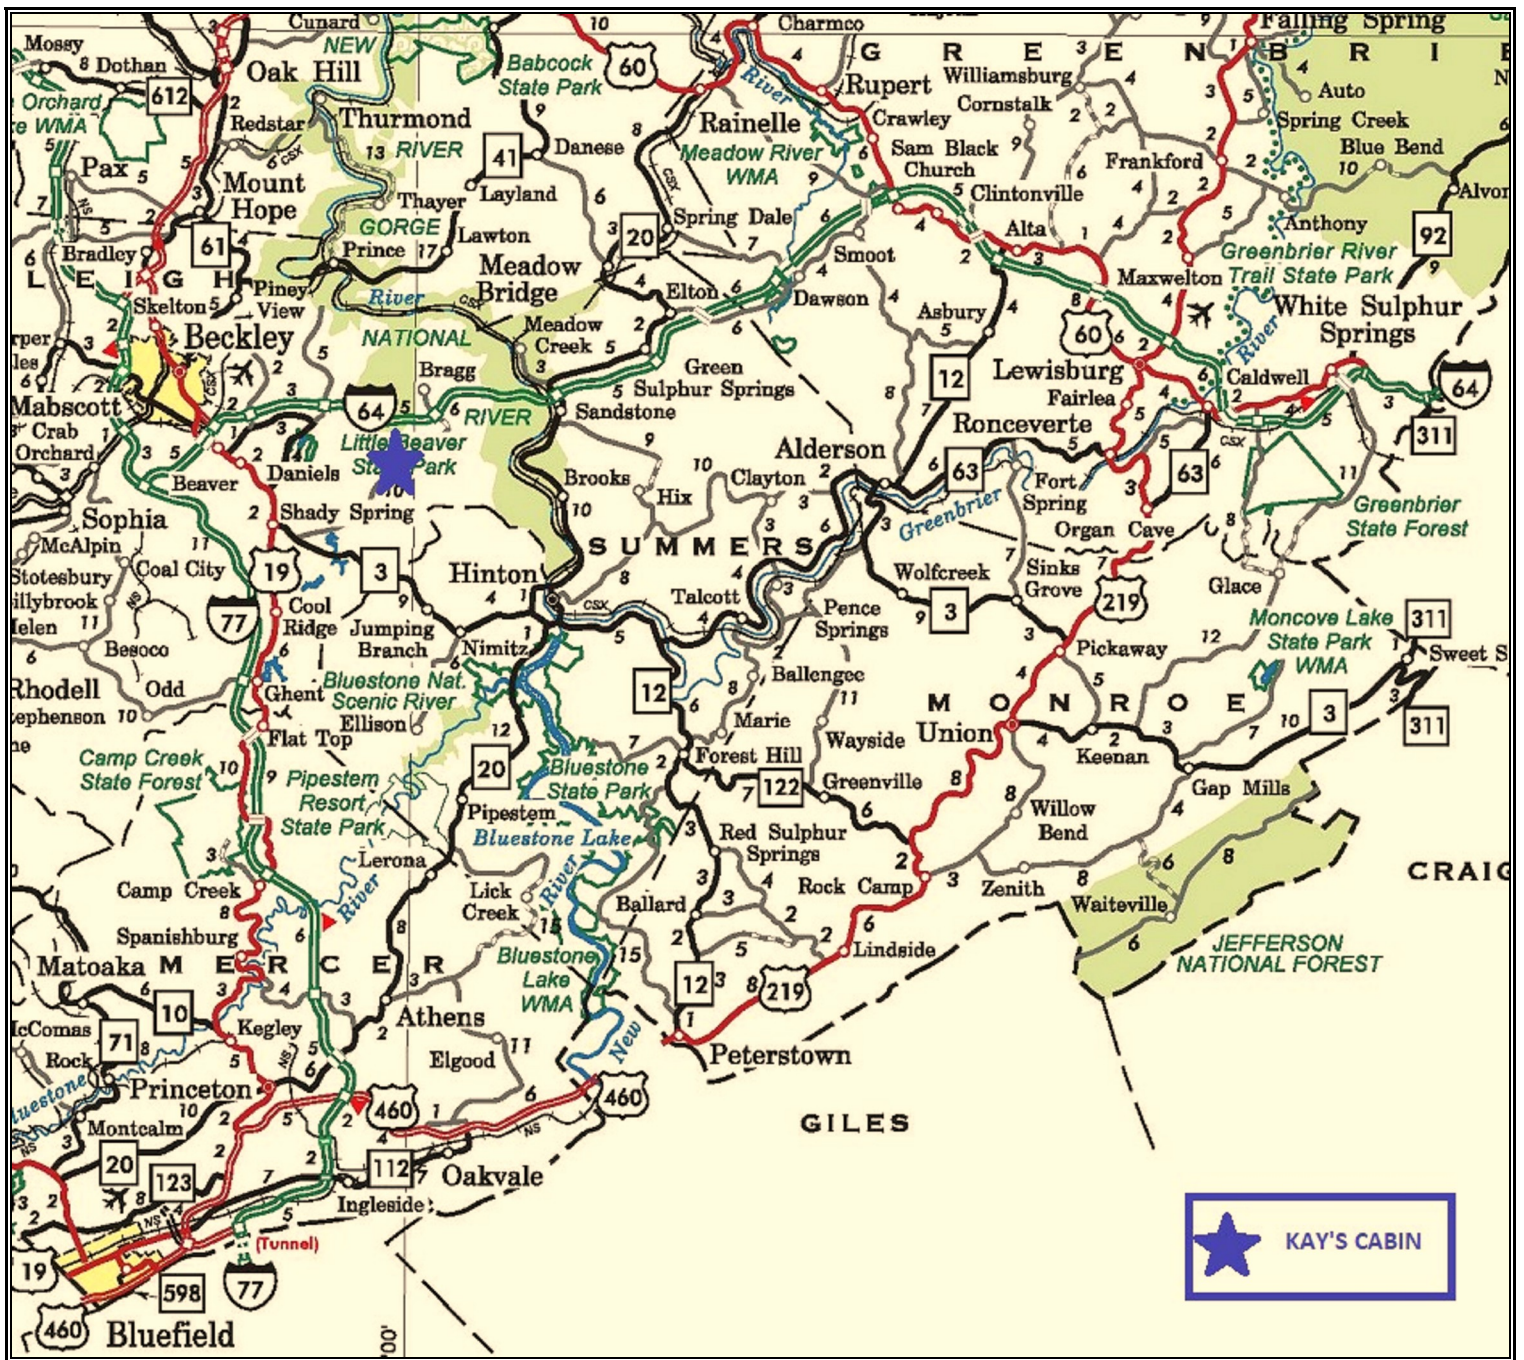 Cunard
10
Charmco
Falling Spring
Mossy
NEW
G R E E N B R I E
Dothan
Oak Hill
Babcock
State Park
60
Williamsburg
Rupert
Cornstalk
Auto
612
Orchard
WMA
Thurmond
Redstar
Rainelle
River
Crawley
Spring Creek
13
RIVER
41
Danese
Meadow River
WMA
Sam Black
Church
Frankford
Blue Bend
Pax
Mount
Hope
Layland
Clintonville
Alvon
Thayer
GORGE
Spring Dale
Anthony
Bradley
61
Prince
17
Lawton
20
Alta
92
L E I G H
Meadow
Bridge
Smoot
Maxwelton
Greenbrier River
Trail State Park
Skelton
Piney
View
River
Elton
Dawson
Asbury
White Sulphur
Springs
Beckley
NATIONAL
Meadow
Creek
60
River
Bragg
Green
Sulphur Springs
12
Lewisburg
Caldwell
64
Mabscott
64
RIVER
Sandstone
Fairlea
311
Crab
Orchard
Little Beaver
State Park
Alderson
Ronceverte
Beaver
Daniels
Brooks
Hix
Clayton
63
Fort
Spring
63
Greenbrier
State Forest
Sophia
Shady Spring
Greenbrier
Organ Cave
McAlpin
Coal City
S U M M E R S
Stotesbury
19
3
Hinton
Wolfcreek
Sinks
Grove
Glace
77
Cool
Ridge
Jumping
Branch
Talcott
Pence
Springs
3
219
Moncove Lake
State Park
WMA
311
Besoco
Nimitz
Pickaway
Sweet S
Rhodell
Odd
Ghent
Bluestone Nat.
Scenic River
12
Ballengee
M O N R O E
3
311
Ellison
Marie
Union
Flat Top
Wayside
Keenan
Camp Creek
State Forest
Pipestem
Resort
State Park
20
Bluestone
State Park
Forest Hill
122
Greenville
Gap Mills
Pipestem
Bluestone Lake
Red Sulphur
Springs
Willow
Bend
Lerona
River
Lick
Creek
River
Rock Camp
Zenith
CRAIG
Camp Creek
Ballard
Waiteville
Spanishburg
Lindside
Matoaka
M E R C E R
Bluestone
Lake
WMA
JEFFERSON
NATIONAL FOREST
10
12
219
McComas
71
Kegley
Athens
New
Rock
Elgood
Peterstown
Princeton
460
460
Montcalm
GILES
20
123
112
Oakvale
Ingleside
(Tunnel)
19
598
77
460
Bluefield
KAY'S CABIN